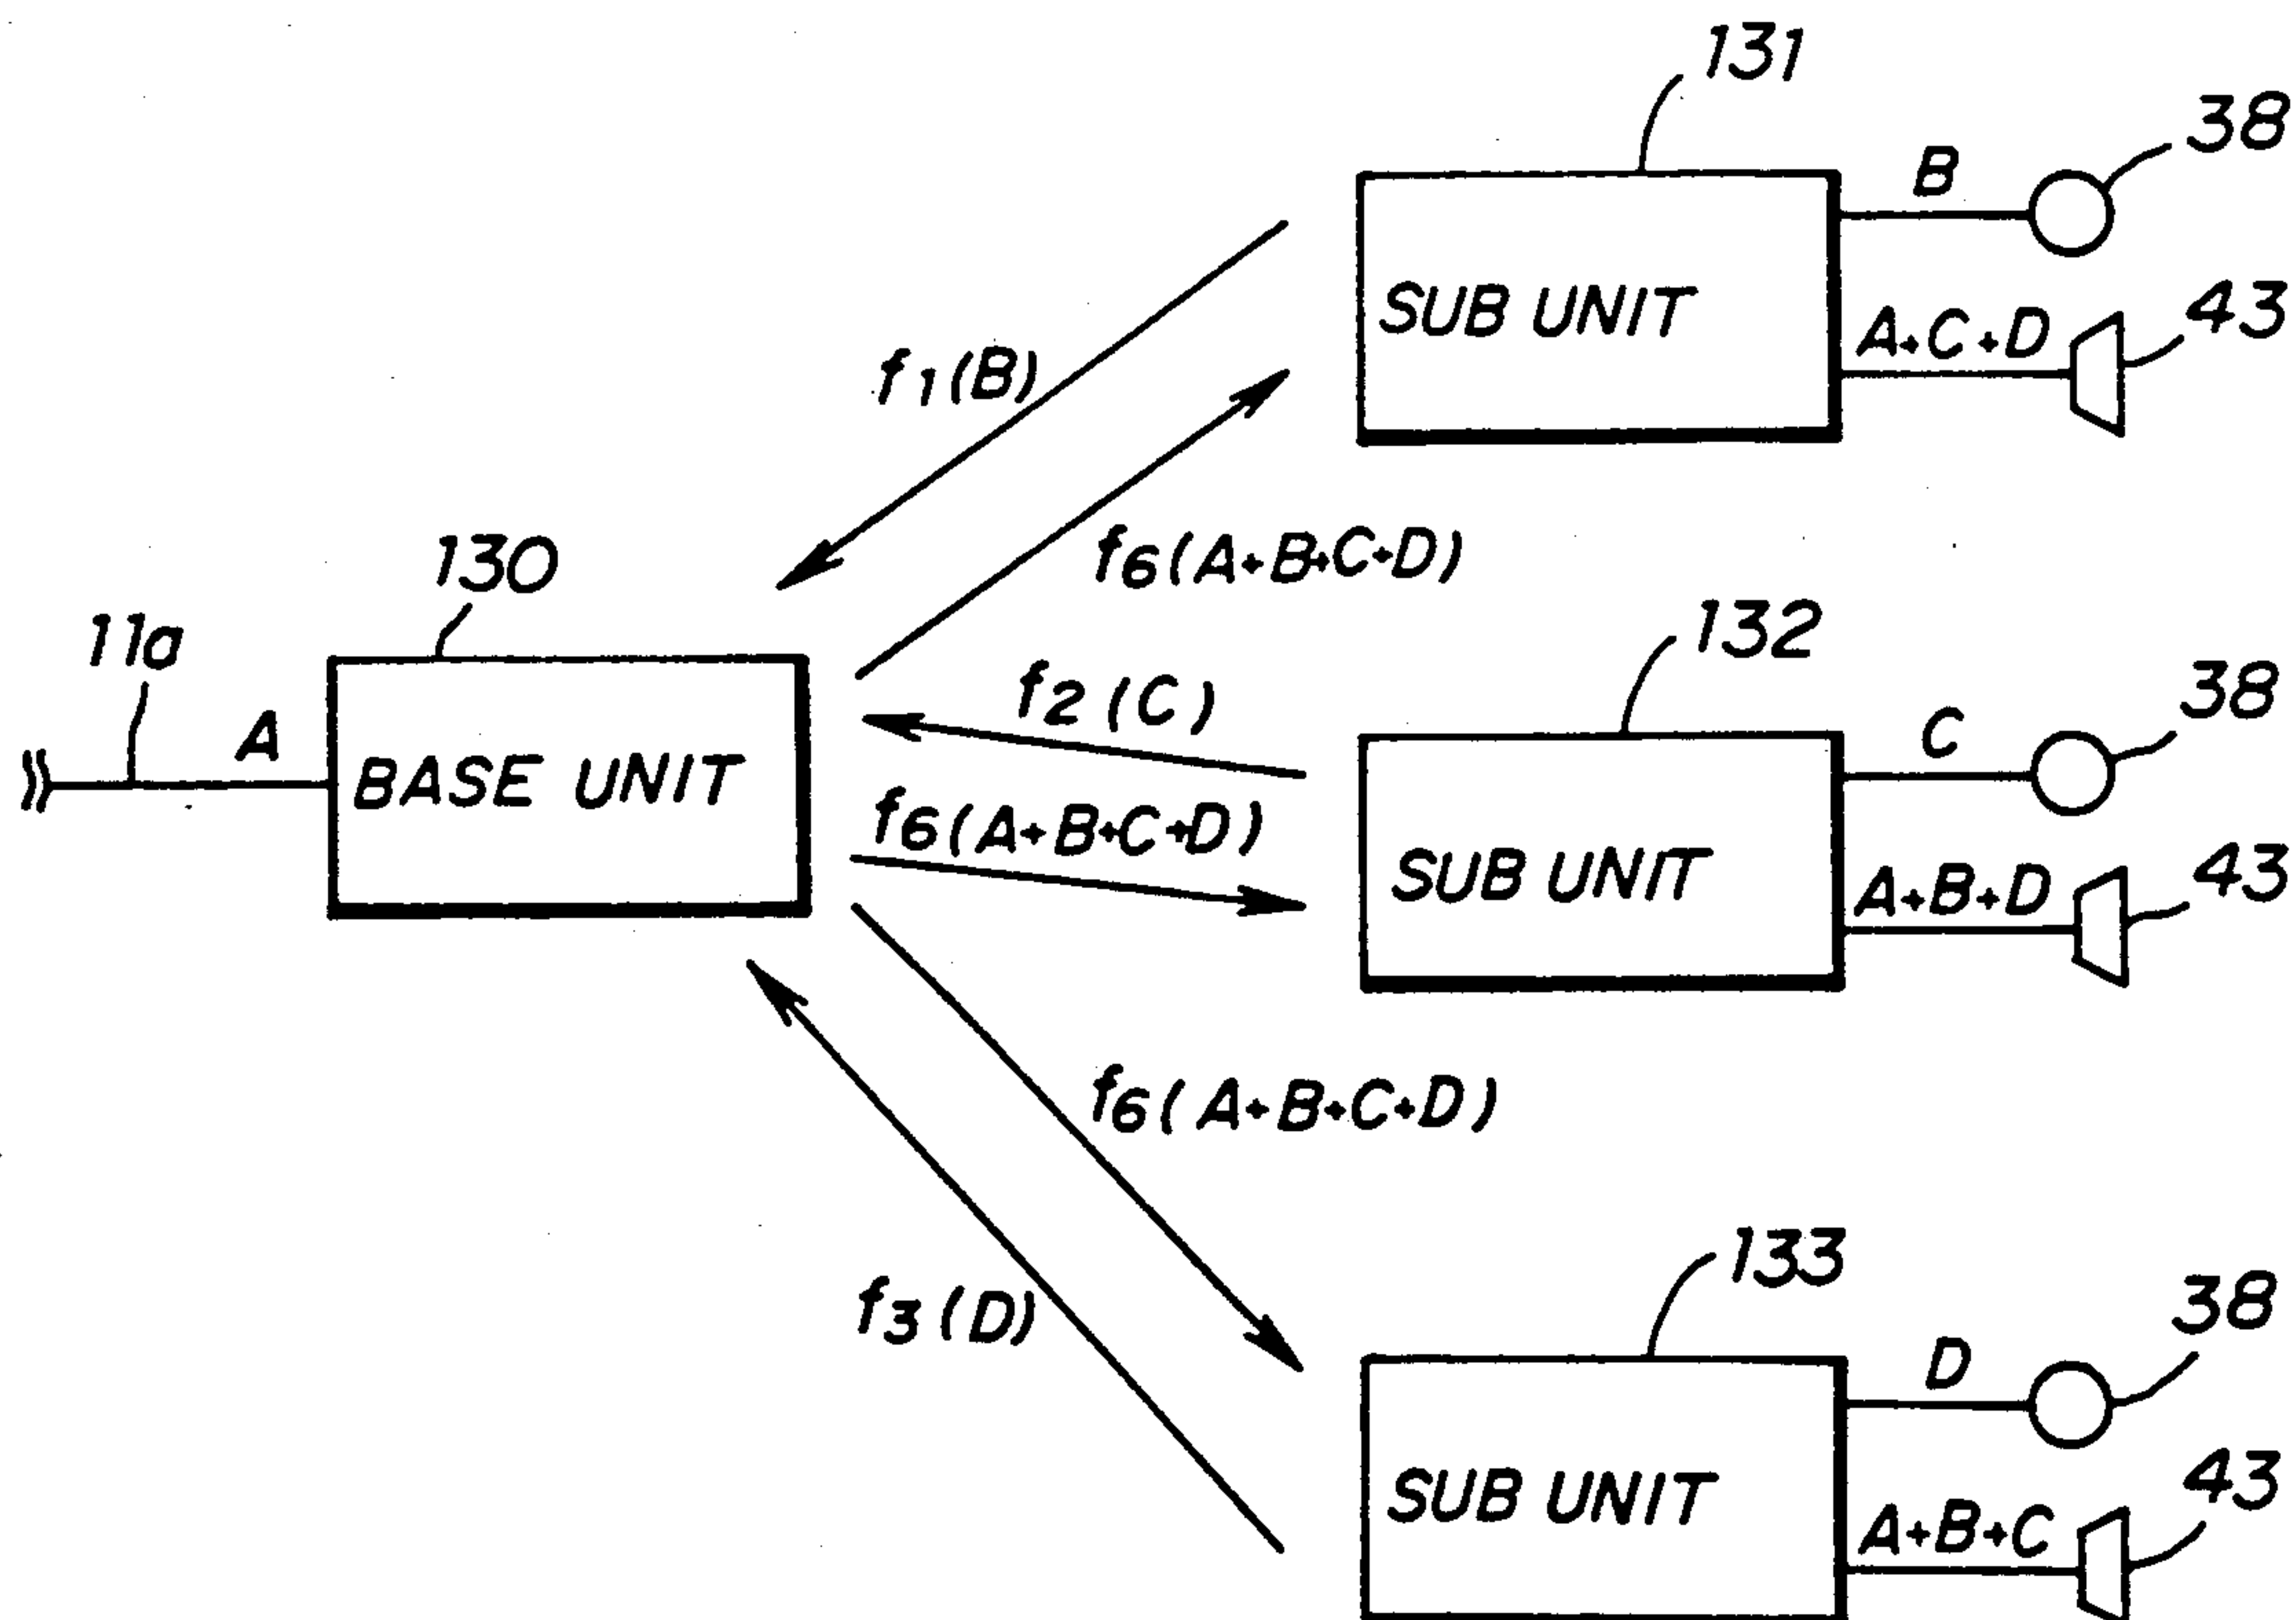 131
38
B
SUB UNIT
43
A+C+D
f1(B)
f6(A+B+C+D)
130
11a
A
BASE UNIT
132
38
f2(C)
C
f6(A+B+C+D)
SUB UNIT
43
A+B+D
f6(A+B+C+D)
f3(D)
133
38
D
SUB UNIT
43
A+B+C